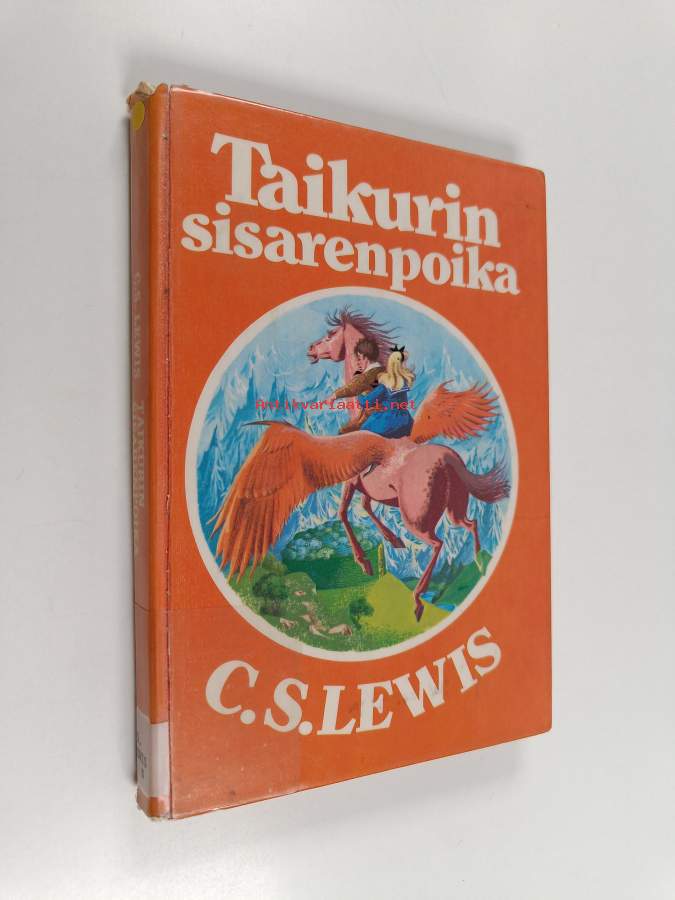 Taikurin
sisarenpoika
Antikvariaatti.net
C.S.LEWIS
C.S. LEWIS
TAIKURIN